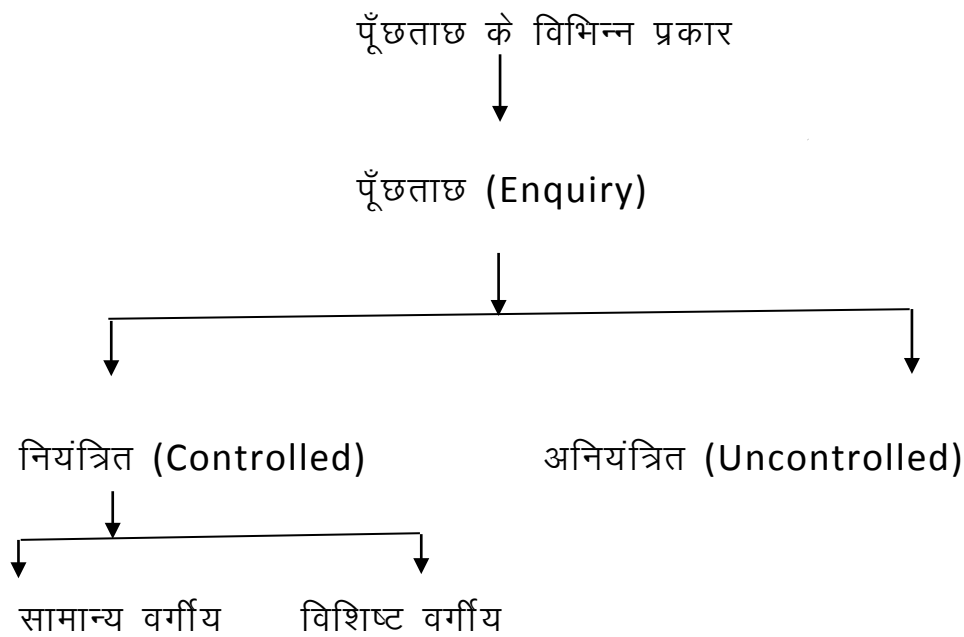 पूँछताछ के विभिन्न प्रकार
पूँछताछ (Enquiry)
नियंत्रित (Controlled) अनियंत्रित (Uncontrolled)
सामान्य वर्गीय विशिष्ट वर्गीय